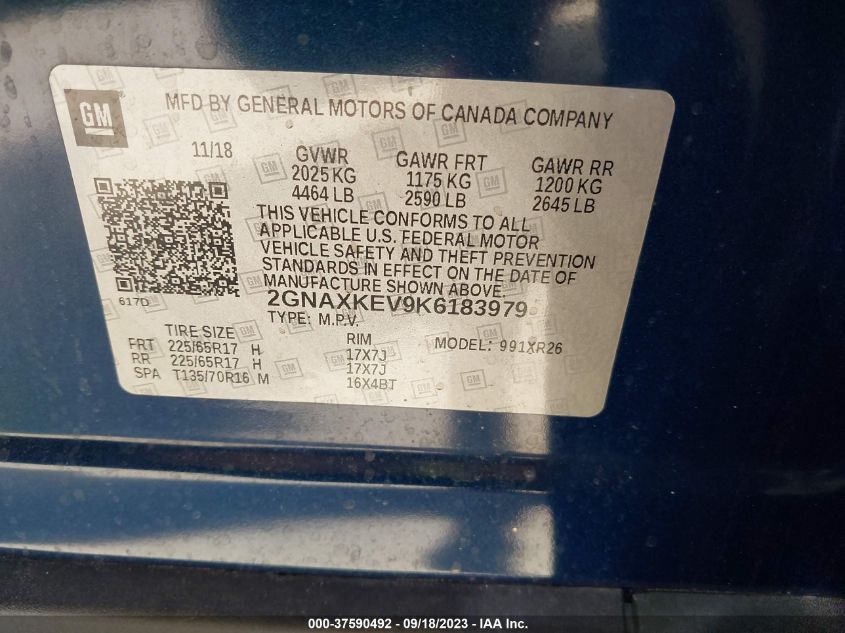 GM
MFD BY GENERAL MOTORS OF CANADA COMPANY
11/18
GVWR
2025 KG
4464 LB
GAWR FRT
1175 KG
2590 LB
GAWR RR
1200 KG
2645 LB
THIS VEHICLE CONFORMS TO ALL
APPLICABLE U.S. FEDERAL MOTOR
VEHICLE SAFETY AND THEFT PREVENTION
STANDARDS IN EFFECT ON THE DATE OF
MANUFACTURE SHOWN ABOVE.
2GNAXKEV9K6183979
617D
TYPE: M.P.V.
TIRE SIZE
RIM
MODEL: 991XR26
FRT 225/65R17 H 17X7J
RR 225/65R17 H 17X7J
SPA T135/70R16 M 16X4BT
000-37590492 - 09/18/2023 - IAA Inc.